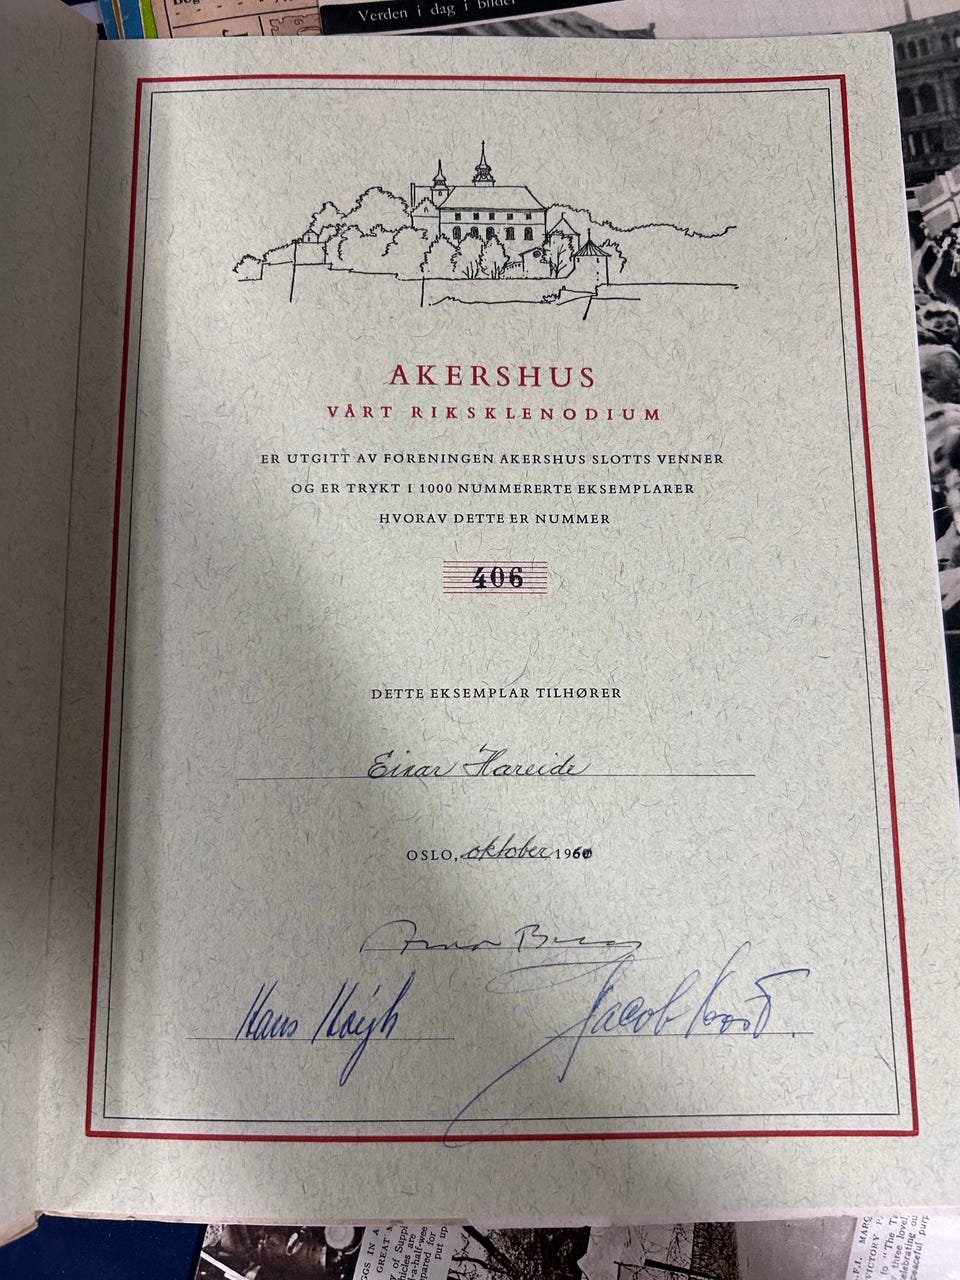 Verden i dag i bilder
AKERSHUS
VÅRT RIKSKLENODIUM
ER UTGITT AV FORENINGEN AKERSHUS SLOTTS VENNER
OG ER TRYKT I 1000 NUMMERERTE EKSEMPLARER
HVORAV DETTE ER NUMMER
406
DETTE EKSEMPLAR TILHØRER
Einar Hareide
OSLO, oktober 1960
Hans Høigh
Jacob